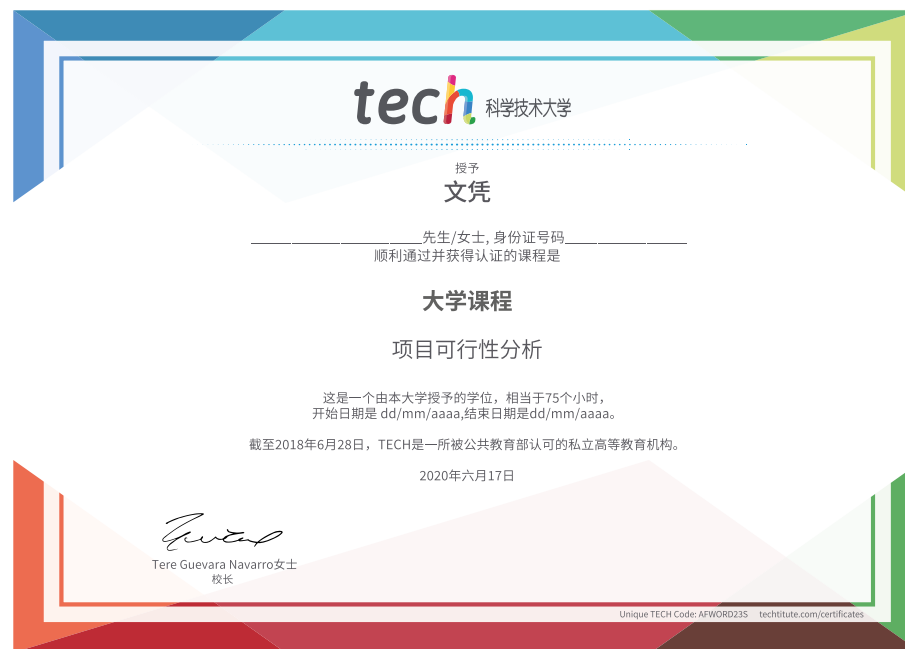 tech 科学技术大学
授予
文凭
先生/女士, 身份证号码
顺利通过并获得认证的课程是
大学课程
项目可行性分析
这是一个由本大学授予的学位，相当于75个小时，
开始日期是 dd/mm/aaaa,结束日期是dd/mm/aaaa。
截至2018年6月28日，TECH是一所被公共教育部认可的私立高等教育机构。
2020年六月17日
Tere Guevara Navarro女士
校长
Unique TECH Code: AFWORD23S techtitute.com/certificates